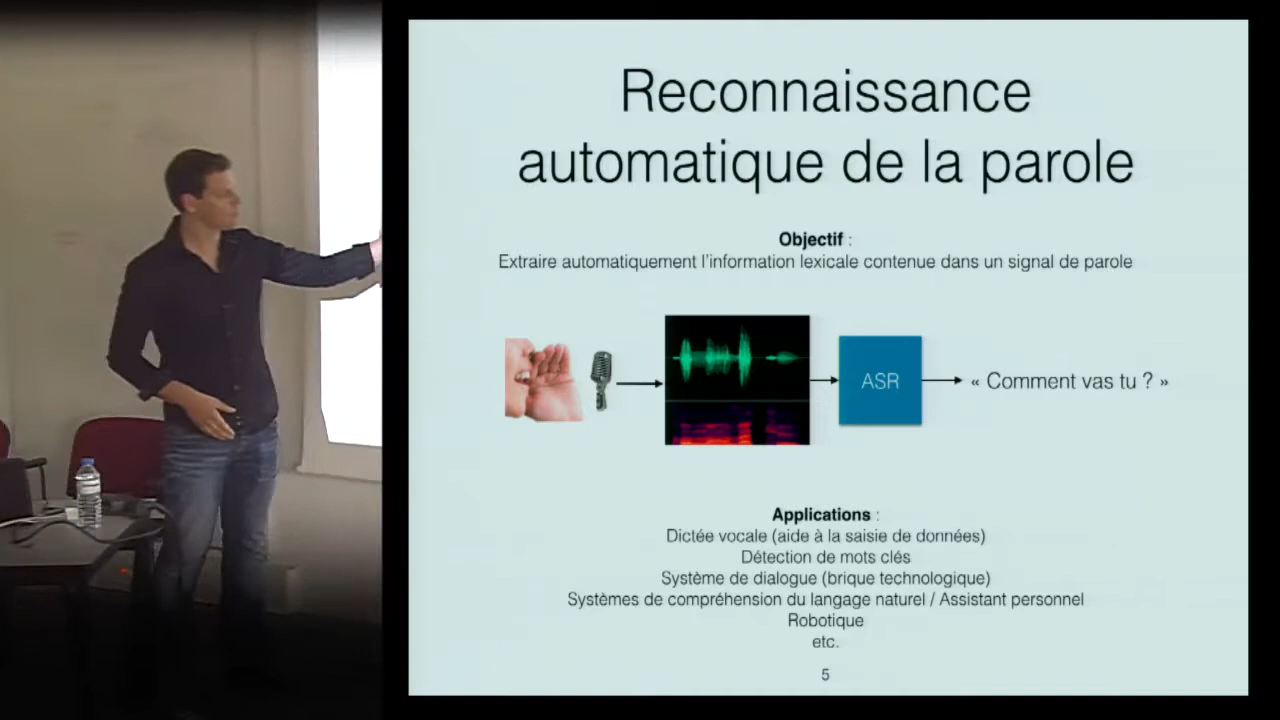 Reconnaissance
automatique de la parole
Objectif :
Extraire automatiquement l'information lexicale contenue dans un signal de parole
ASR
« Comment vas tu ? »
Applications :
Dictée vocale (aide à la saisie de données)
Détection de mots clés
Système de dialogue (brique technologique)
Systèmes de compréhension du langage naturel / Assistant personnel
Robotique
etc.
5